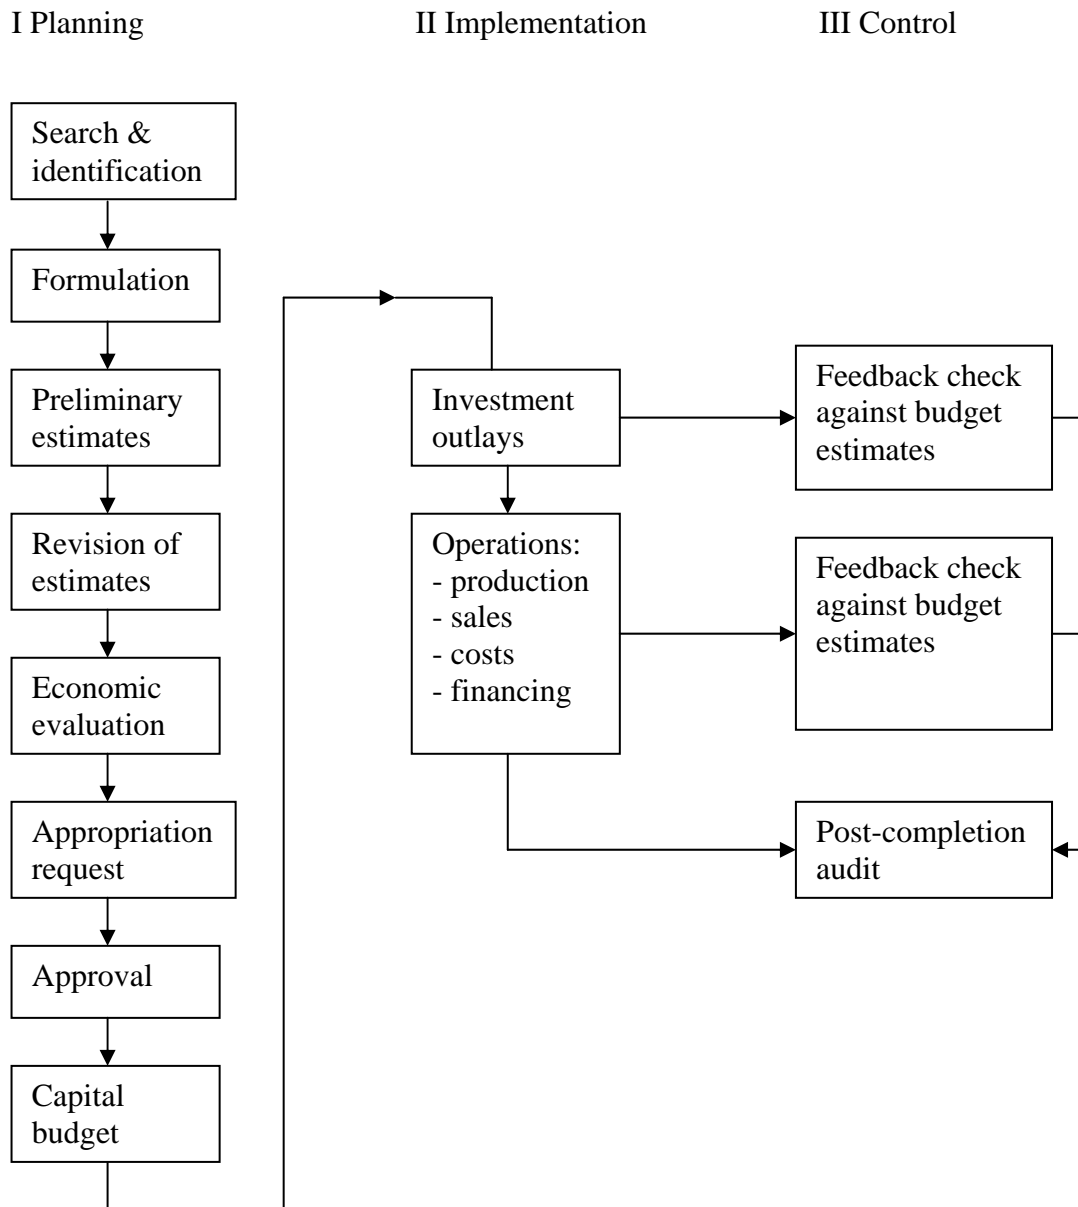 I Planning
II Implementation
III Control
Search &
identification
Formulation
Preliminary
estimates
Revision of
estimates
Economic
evaluation
Appropriation
request
Approval
Capital
budget
Investment
outlays
Operations:
- production
- sales
- costs
- financing
Feedback check
against budget
estimates
Feedback check
against budget
estimates
Post-completion
audit